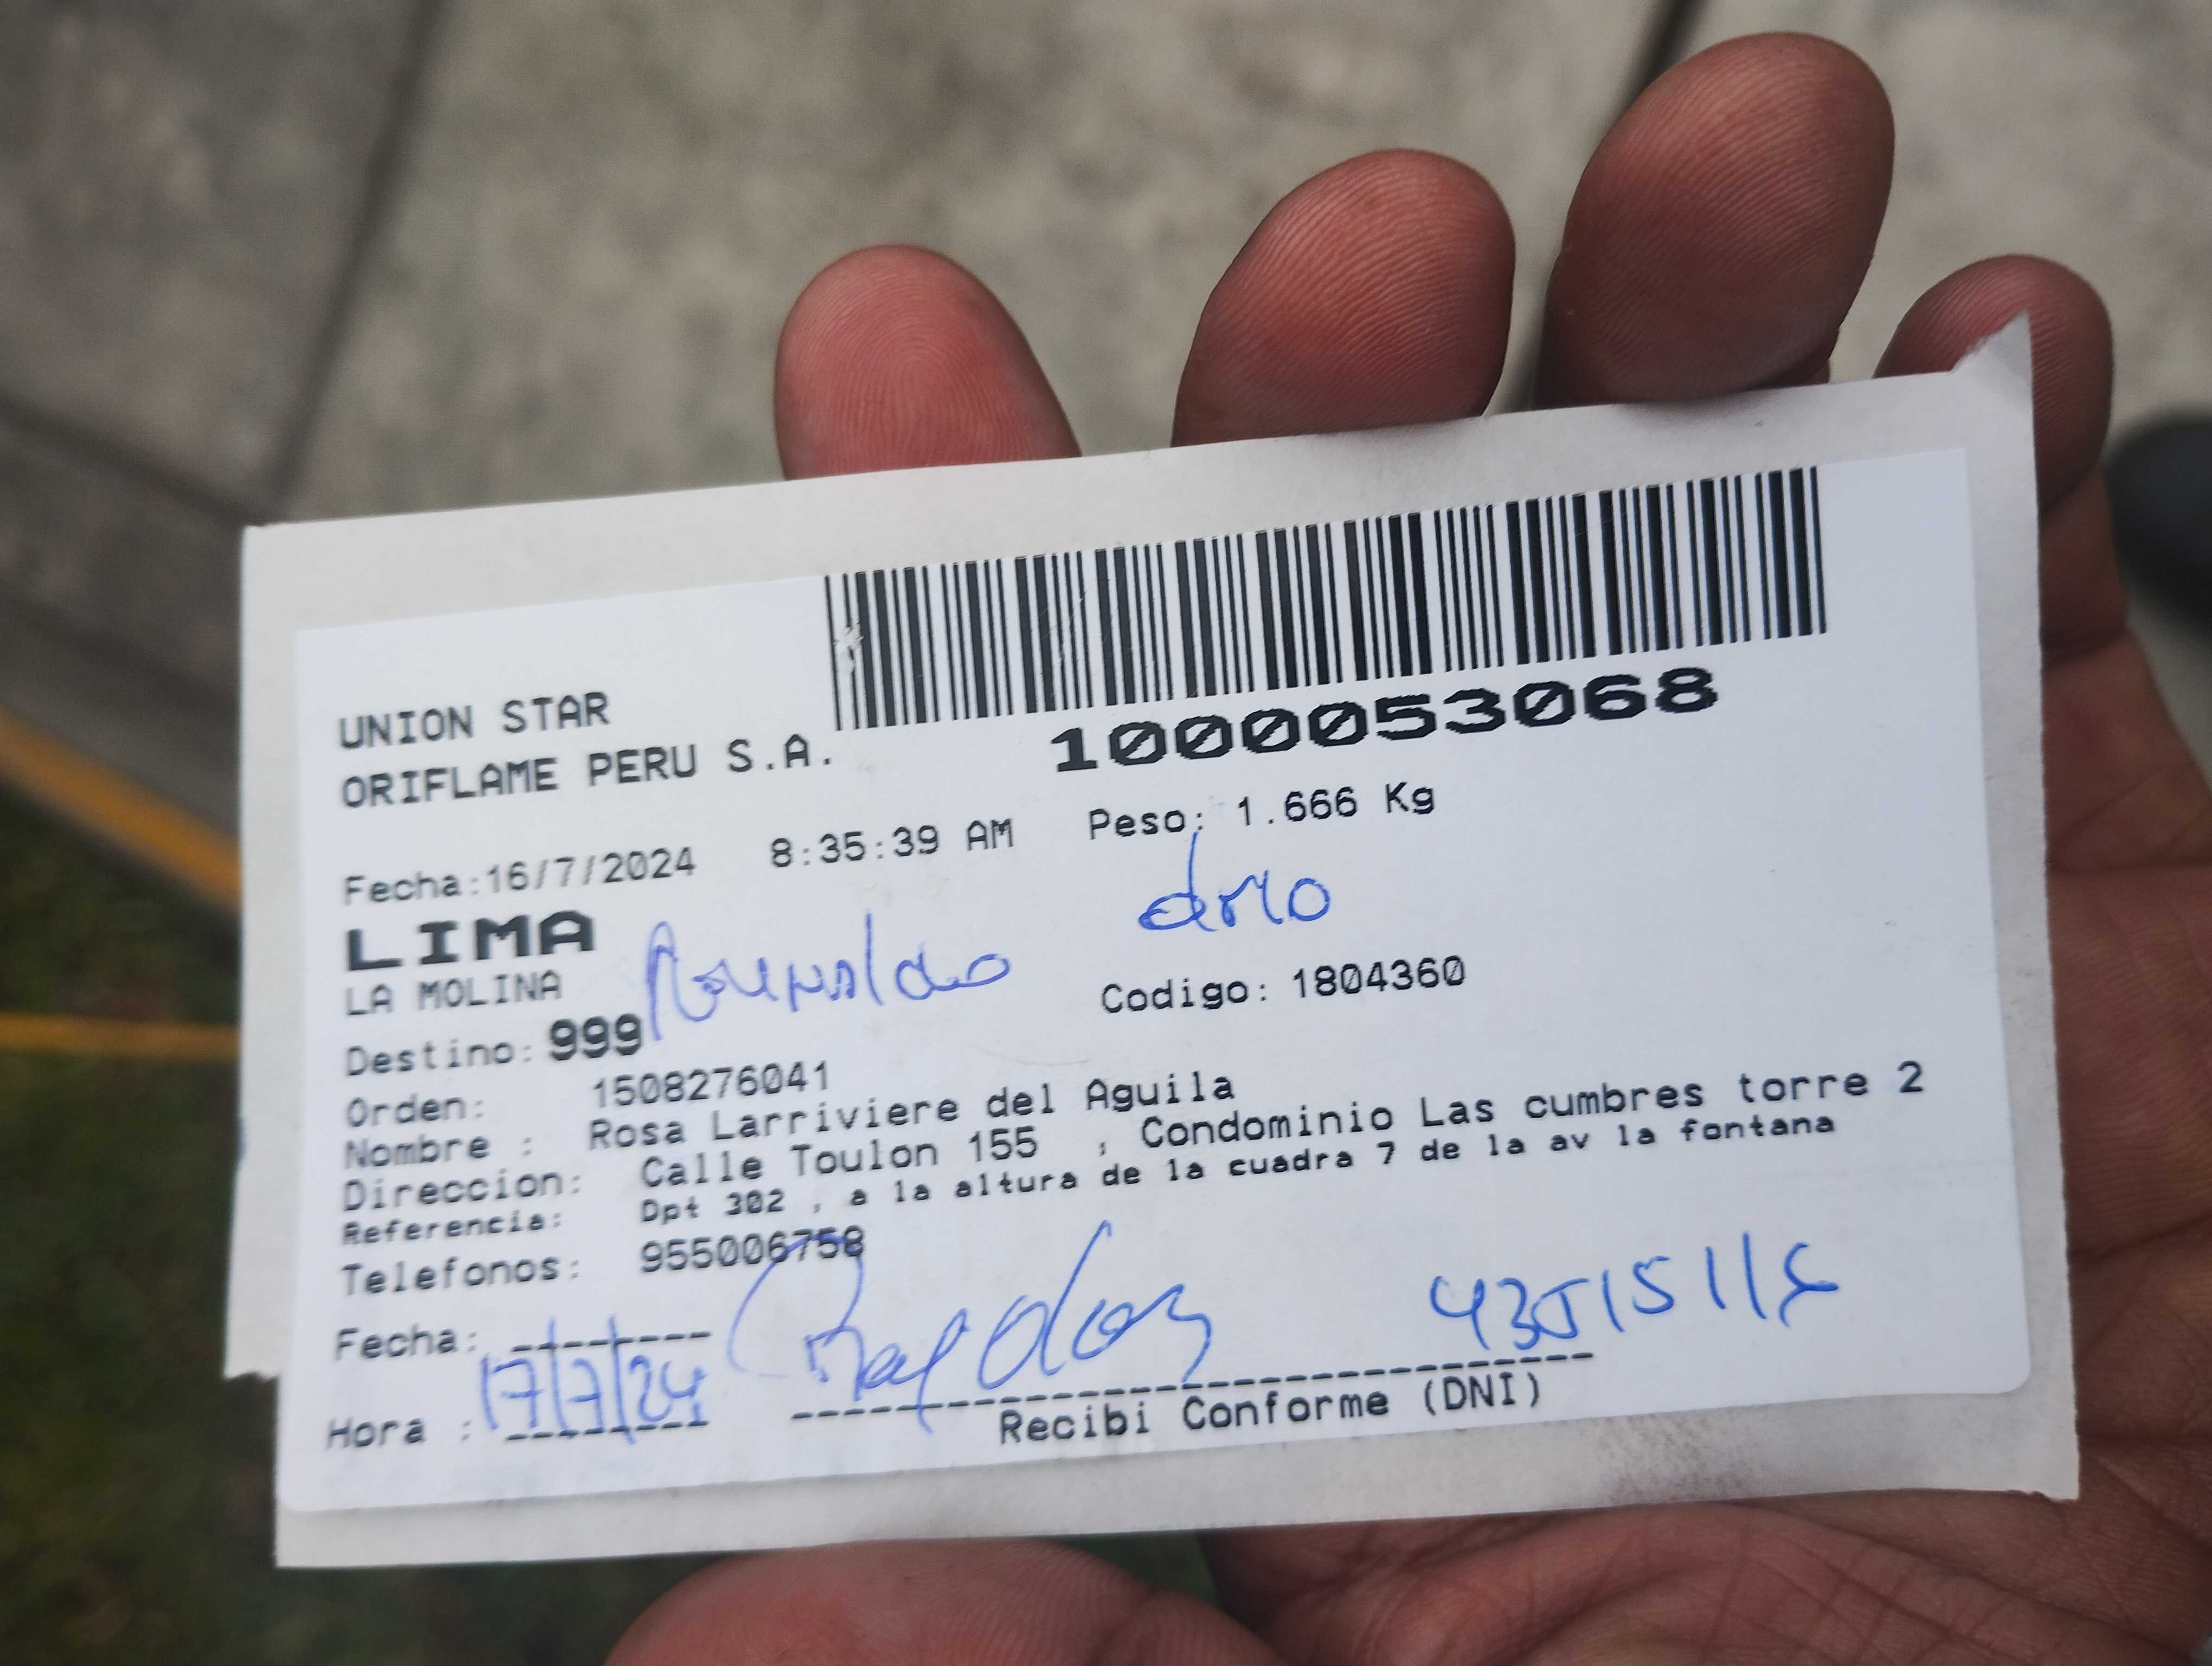 UNION STAR
ORIFLAME PERU S.A.
1000053068
Fecha:16/7/2024 8:35:39 AM Peso: 1.666 Kg
LIMA
LA MOLINA
Destino: 999
Codigo: 1804360
Orden: 1508276041
Nombre : Rosa Larriviere del Aguila
Direccion: Calle Toulon 155 , Condominio Las cumbres torre 2
Referencia: Dpt 302 , a la altura de la cuadra 7 de la av la fontana
Telefonos: 955006758
Fecha:
Hora : 17/7/24
Recibi Conforme (DNI)